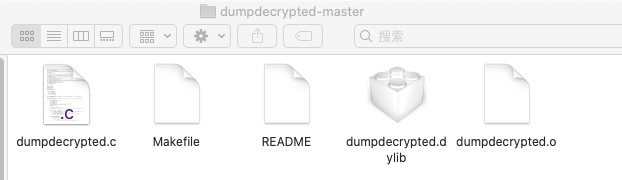 dumpdecrypted-master
搜索
.C
dumpdecrypted.c
Makefile
README
dumpdecrypted.d
ylib
dumpdecrypted.o